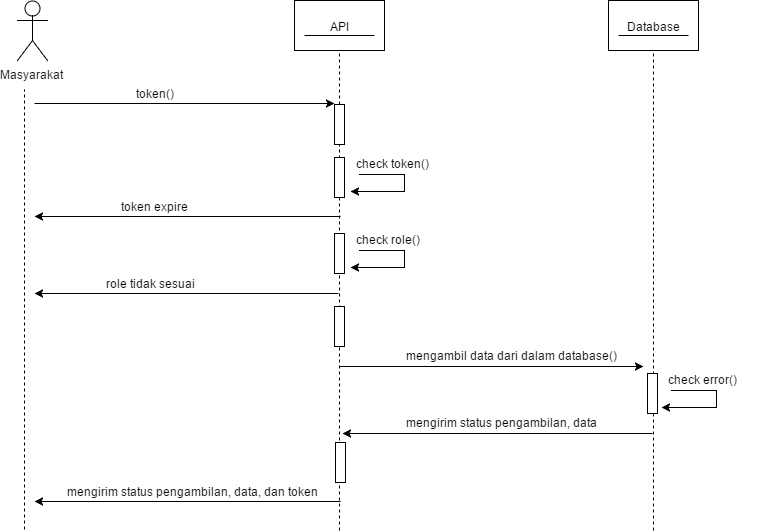 API
Database
Masyarakat
token()
check token()
token expire
check role()
role tidak sesuai
mengambil data dari dalam database()
check error()
mengirim status pengambilan, data
mengirim status pengambilan, data, dan token